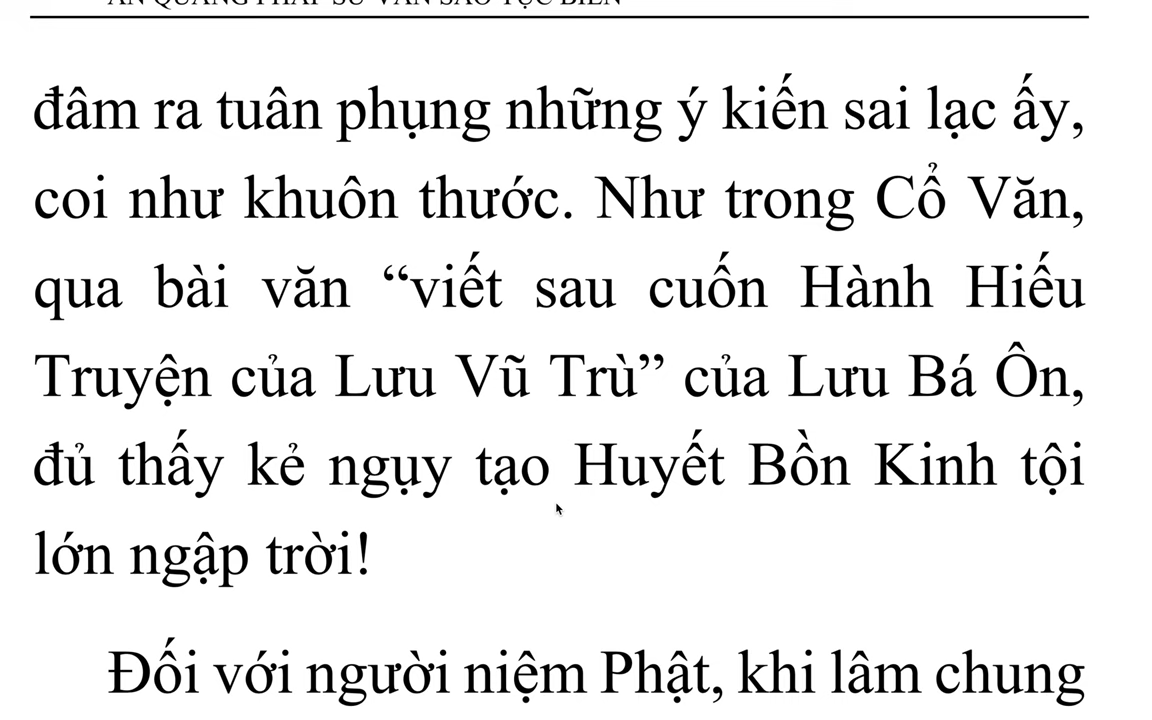 đâm ra tuân phụng những ý kiến sai lạc ấy,
coi như khuôn thước. Như trong Cổ Văn,
qua bài văn “viết sau cuốn Hành Hiếu
Truyện của Lưu Vũ Trù” của Lưu Bá Ôn,
đủ thấy kẻ ngụy tạo Huyết Bồn Kinh tội
lớn ngập trời!
Đối với người niệm Phật, khi lâm chung